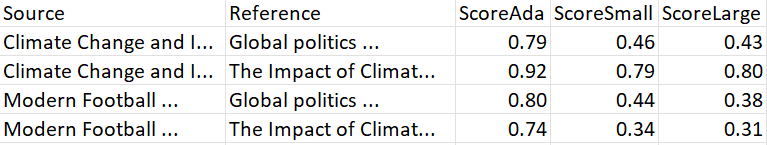 Source Reference ScoreAda ScoreSmall ScoreLarge
Climate Change and I... Global politics ... 0.79 0.46 0.43
Climate Change and I... The Impact of Climat... 0.92 0.79 0.80
Modern Football ... Global politics ... 0.80 0.44 0.38
Modern Football ... The Impact of Climat... 0.74 0.34 0.31